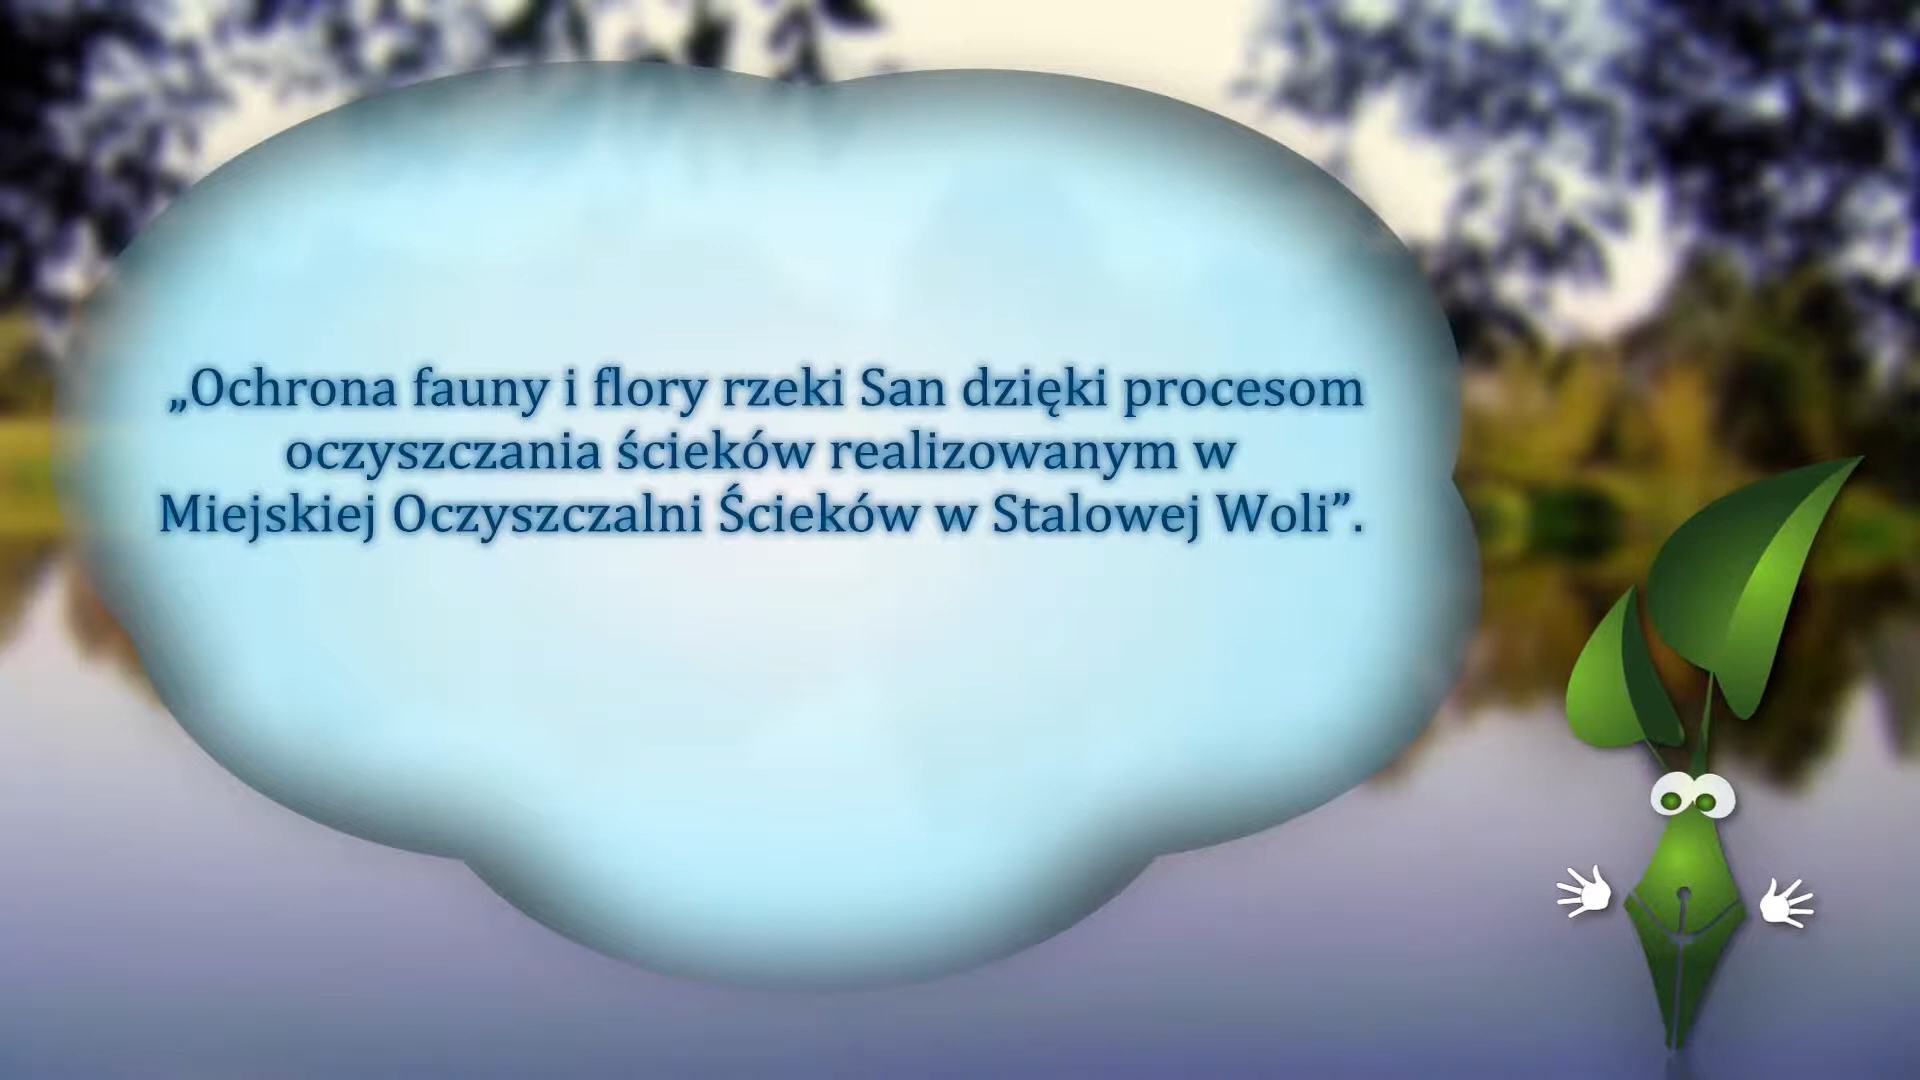 „Ochrona fauny i flory rzeki San dzięki procesom
oczyszczania ścieków realizowanym w
Miejskiej Oczyszczalni Ścieków w Stalowej Woli”.